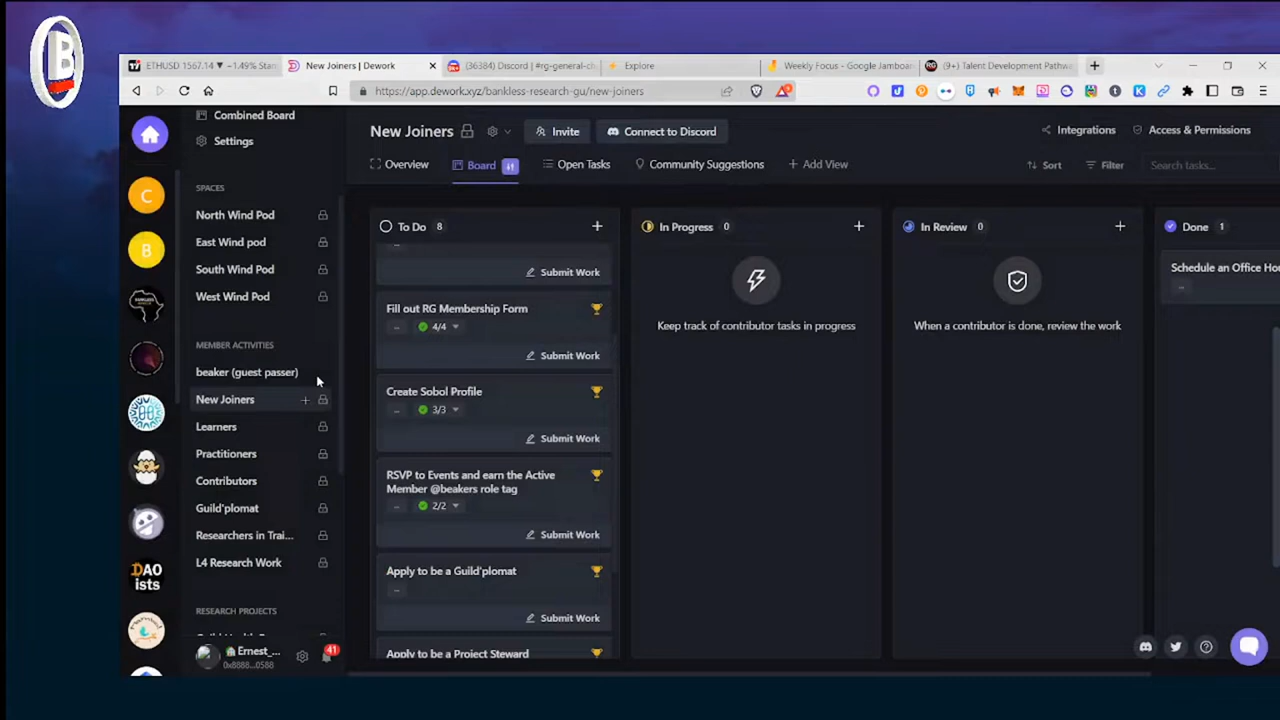 B
ETHUSD 1567.14 ▼ −1.49% Stan
New Joiners | Dework
(36384) Discord | #rg-general-ch
Explore
Weekly Focus - Google Jamboard
(9+) Talent Development Pathwa
https://app.dework.xyz/bankless-research-gu/new-joiners
Combined Board
Settings
SPACES
North Wind Pod
East Wind pod
South Wind Pod
West Wind Pod
MEMBER ACTIVITIES
beaker (guest passer)
New Joiners
Learners
Practitioners
Contributors
Guild'plomat
Researchers in Trai...
L4 Research Work
RESEARCH PROJECTS
Ernest_...
0x8888...0588
41
C
B
DAO
ists
New Joiners
Invite
Connect to Discord
Integrations
Access & Permissions
Overview
Board
Open Tasks
Community Suggestions
+ Add View
Sort
Filter
Search tasks...
To Do 8
Submit Work
Fill out RG Membership Form
4/4
Submit Work
Create Sobol Profile
3/3
Submit Work
RSVP to Events and earn the Active
Member @beakers role tag
2/2
Submit Work
Apply to be a Guild'plomat
Submit Work
Apply to be a Project Steward
In Progress 0
Keep track of contributor tasks in progress
In Review 0
When a contributor is done, review the work
Done 1
Schedule an Office Ho